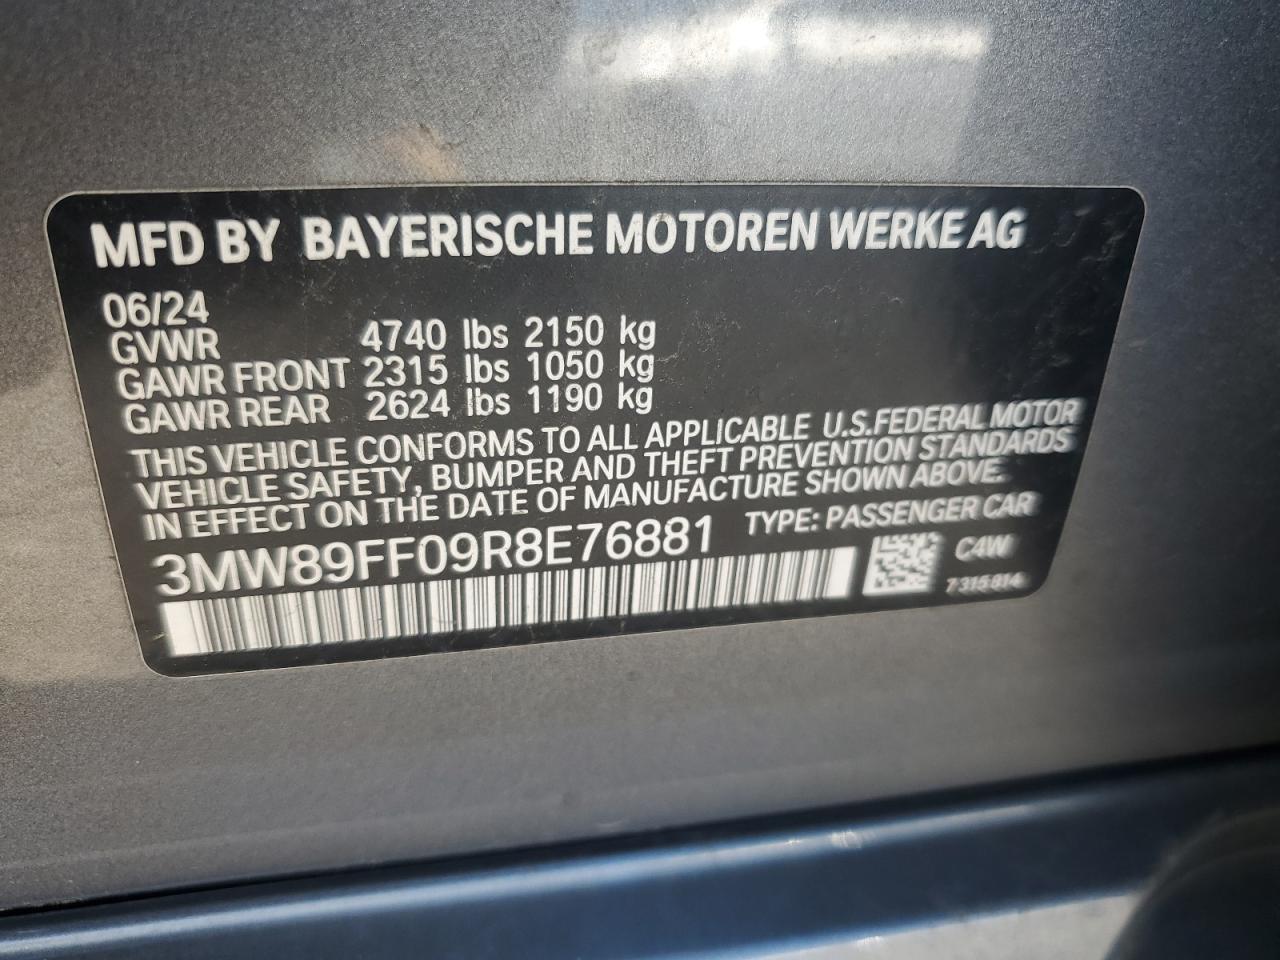 MFD BY BAYERISCHE MOTOREN WERKE AG
06/24
GVWR 4740 lbs 2150 kg
GAWR FRONT 2315 lbs 1050 kg
GAWR REAR 2624 lbs 1190 kg
THIS VEHICLE CONFORMS TO ALL APPLICABLE U.S.FEDERAL MOTOR
VEHICLE SAFETY, BUMPER AND THEFT PREVENTION STANDARDS
IN EFFECT ON THE DATE OF MANUFACTURE SHOWN ABOVE.
3MW89FF09R8E76881 TYPE: PASSENGER CAR
C4W
7315814